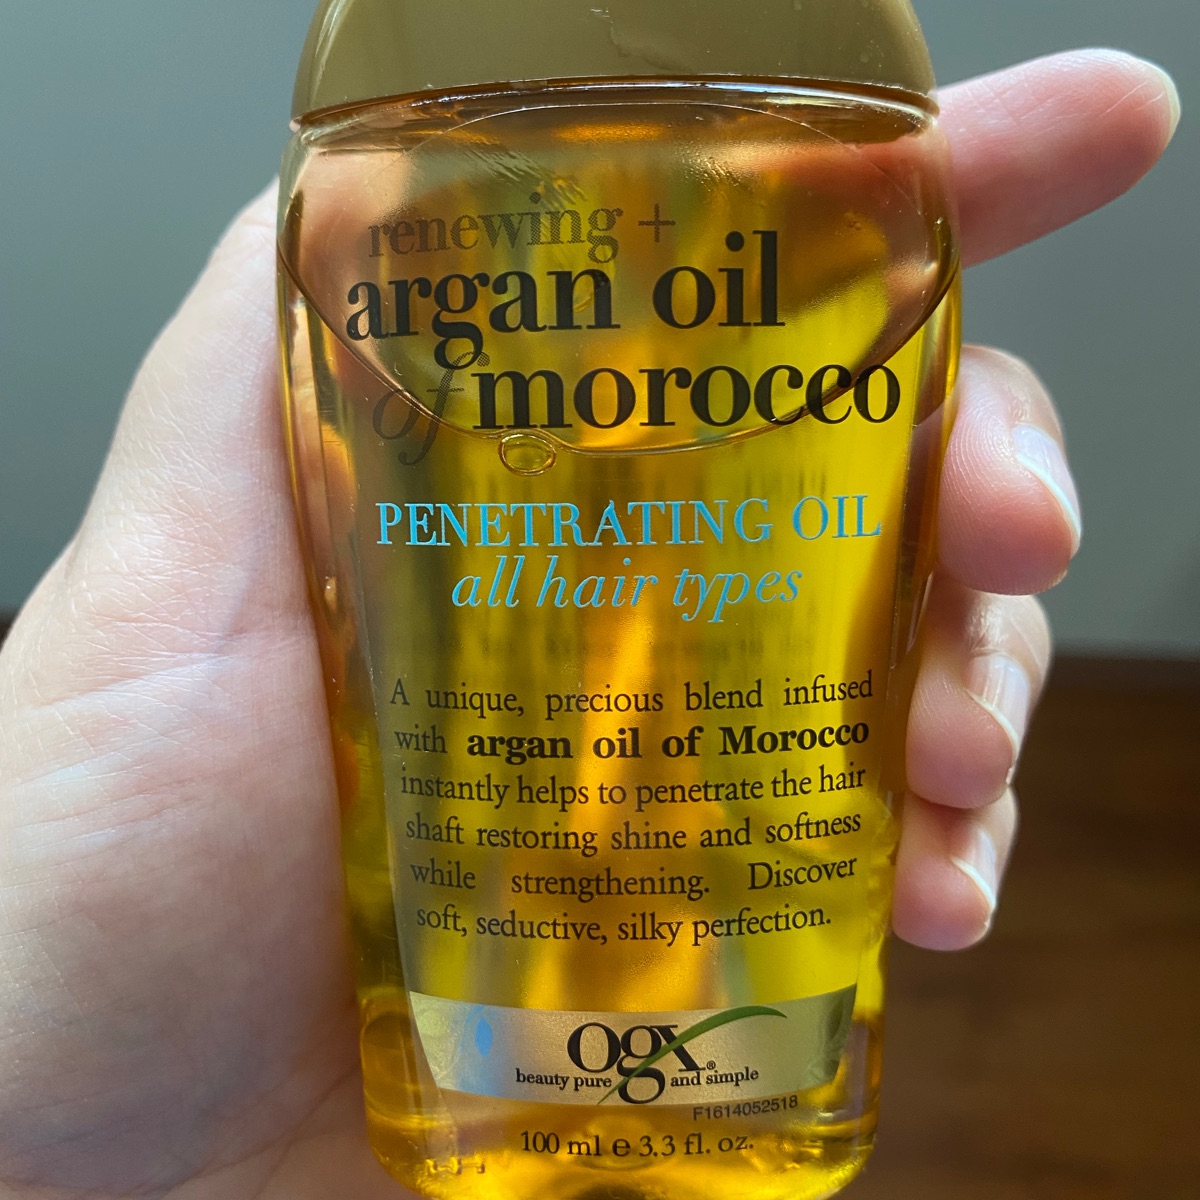 renewing +
argan oil
of morocco
PENETRATING OIL
all hair types
A unique, precious blend infused
with argan oil of Morocco
instantly helps to penetrate the hair
shaft restoring shine and softness
while strengthening. Discover
soft, seductive, silky perfection.
Ogx®
beauty pure and simple
F1614052518
100 ml e 3.3 fl. oz.